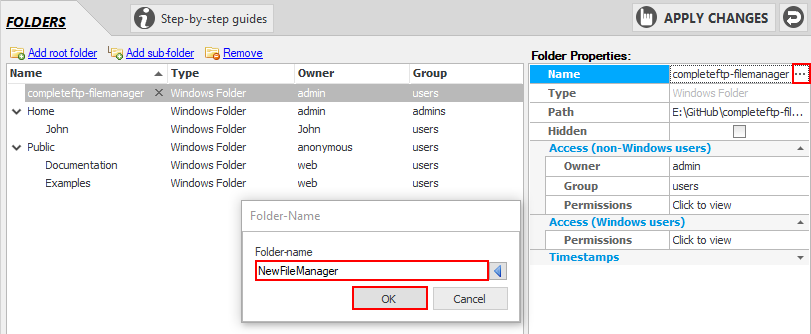 FOLDERS
Step-by-step guides
APPLY CHANGES
Add root folder Add sub-folder Remove
Name Type Owner Group
completeftp-filemanager Windows Folder admin users
Home Windows Folder admin admins
John Windows Folder John users
Public Windows Folder anonymous users
Documentation Windows Folder web users
Examples Windows Folder web users
Folder-Name
Folder-name
NewFileManager
OK Cancel
Folder Properties:
Name completeftp-filemanager ...
Type Windows Folder
Path E:\GitHub\completeftp-fil...
Hidden
Access (non-Windows users)
Owner admin
Group users
Permissions Click to view
Access (Windows users)
Permissions Click to view
Timestamps